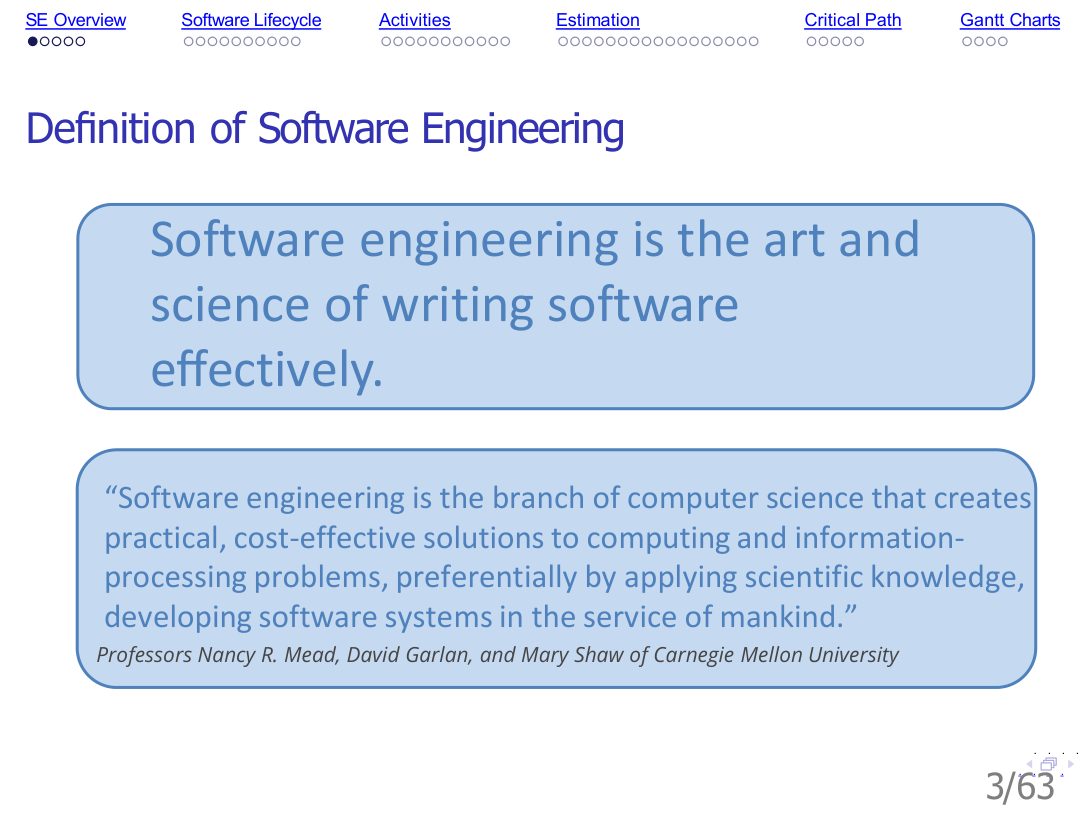 SE Overview Software Lifecycle Activities Estimation Critical Path Gantt Charts
Definition of Software Engineering
Software engineering is the art and
science of writing software
effectively.
“Software engineering is the branch of computer science that creates
practical, cost-effective solutions to computing and information-
processing problems, preferentially by applying scientific knowledge,
developing software systems in the service of mankind.”
Professors Nancy R. Mead, David Garlan, and Mary Shaw of Carnegie Mellon University
3/63